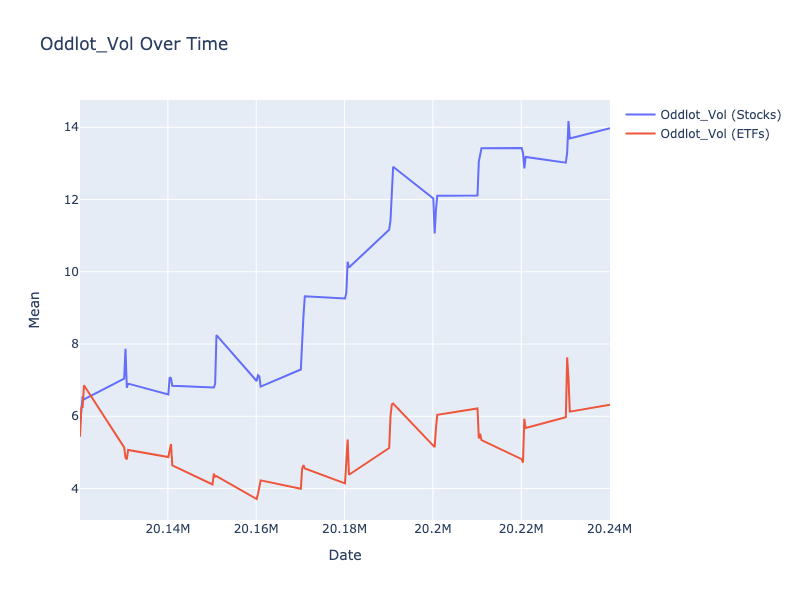 Oddlot_Vol Over Time
Oddlot_Vol (Stocks)
Oddlot_Vol (ETFs)
Mean
14
12
10
8
6
4
20.14M
20.16M
20.18M
20.2M
20.22M
20.24M
Date